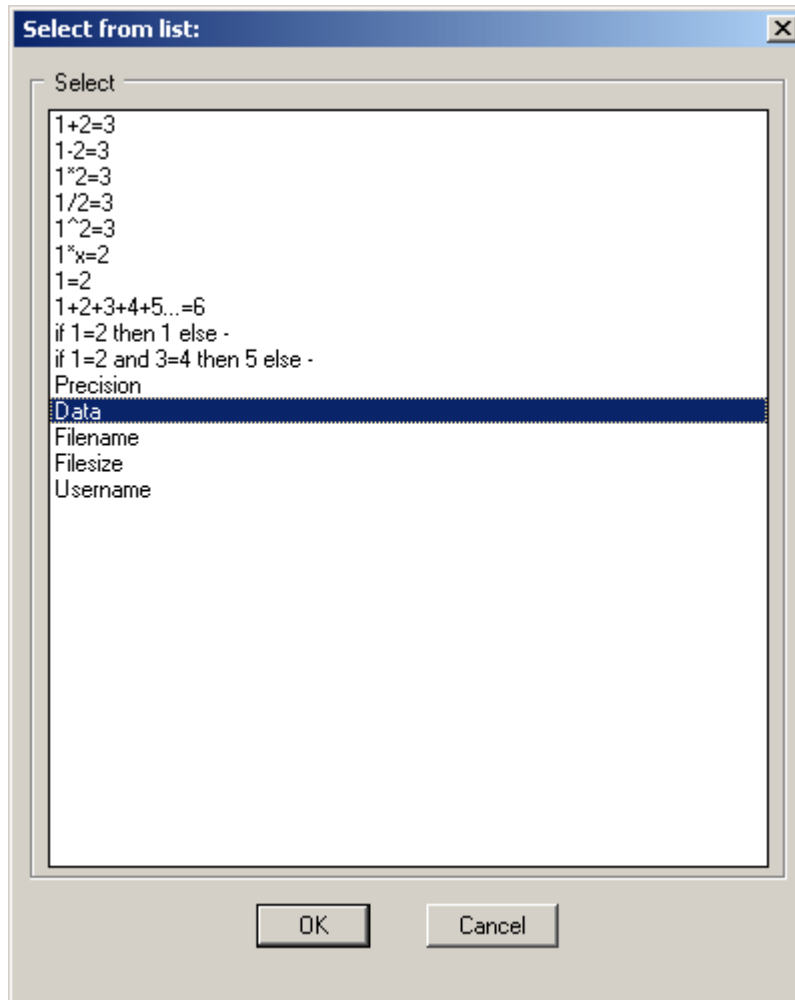 Select from list:
Select
1+2=3
1-2=3
1*2=3
1/2=3
1^2=3
1*x=2
1=2
1+2+3+4+5...=6
if 1=2 then 1 else -
if 1=2 and 3=4 then 5 else -
Precision
Data
Filename
Filesize
Username
OK Cancel